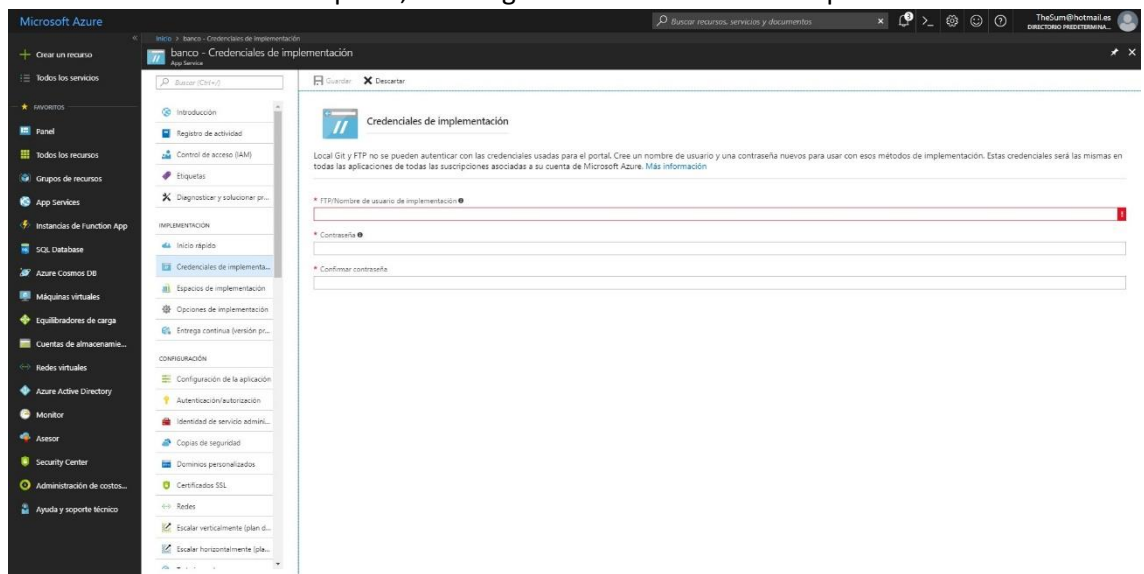 Microsoft Azure
Buscar recursos, servicios y documentos
TheSum@hotmail.es
DIRECTORIO PREDETERMINA...
Inicio > banco - Credenciales de implementación
banco - Credenciales de implementación
App Service
Crear un recurso
Todos los servicios
FAVORITOS
Panel
Todos los recursos
Grupos de recursos
App Services
Instancias de Function App
SQL Database
Azure Cosmos DB
Máquinas virtuales
Equilibradores de carga
Cuentas de almacenamie...
Redes virtuales
Azure Active Directory
Monitor
Asesor
Security Center
Administración de costos...
Ayuda y soporte técnico
Buscar (Ctrl+/)
Introducción
Registro de actividad
Control de acceso (IAM)
Etiquetas
Diagnosticar y solucionar pr...
IMPLEMENTACIÓN
Inicio rápido
Credenciales de implementa...
Espacios de implementación
Opciones de implementación
Entrega continua (versión pr...
CONFIGURACIÓN
Configuración de la aplicación
Autenticación/autorización
Identidad de servicio admini...
Copias de seguridad
Dominios personalizados
Certificados SSL
Redes
Escalar verticalmente (plan d...
Escalar horizontalmente (pla...
Guardar
Descartar
Credenciales de implementación
Local Git y FTP no se pueden autenticar con las credenciales usadas para el portal. Cree un nombre de usuario y una contraseña nuevos para usar con esos métodos de implementación. Estas credenciales será las mismas en
todas las aplicaciones de todas las suscripciones asociadas a su cuenta de Microsoft Azure. Más información
* FTP/Nombre de usuario de implementación
* Contraseña
* Confirmar contraseña